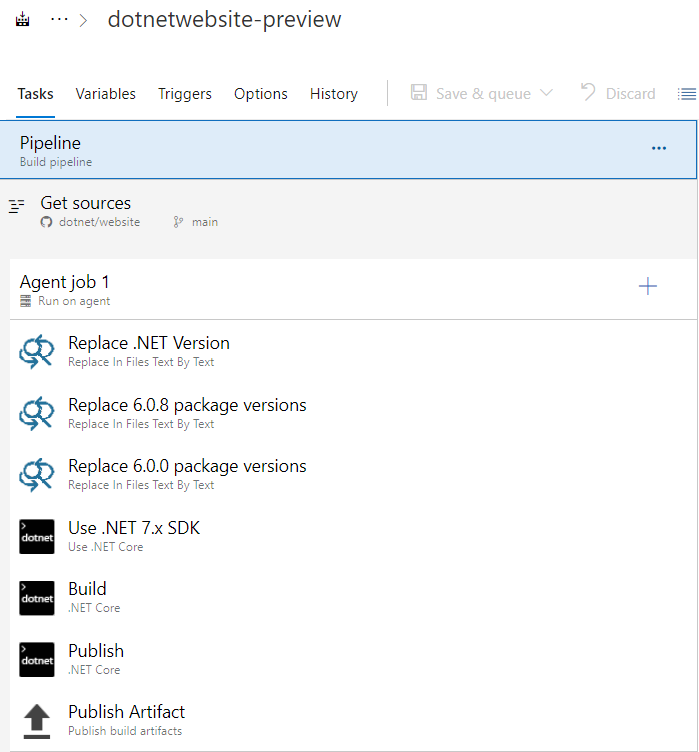 ··· > dotnetwebsite-preview
Tasks Variables Triggers Options History Save & queue Discard
Pipeline ···
Build pipeline
Get sources
dotnet/website main
Agent job 1 +
Run on agent
Replace .NET Version
Replace In Files Text By Text
Replace 6.0.8 package versions
Replace In Files Text By Text
Replace 6.0.0 package versions
Replace In Files Text By Text
>
dotnet Use .NET 7.x SDK
Use .NET Core
>
dotnet Build
.NET Core
>
dotnet Publish
.NET Core
Publish Artifact
Publish build artifacts